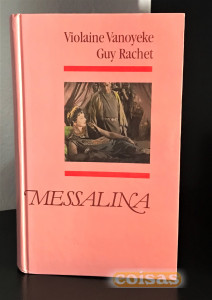 Violaine Vanoyeke
Guy Rachet
MESSALINA
coisas